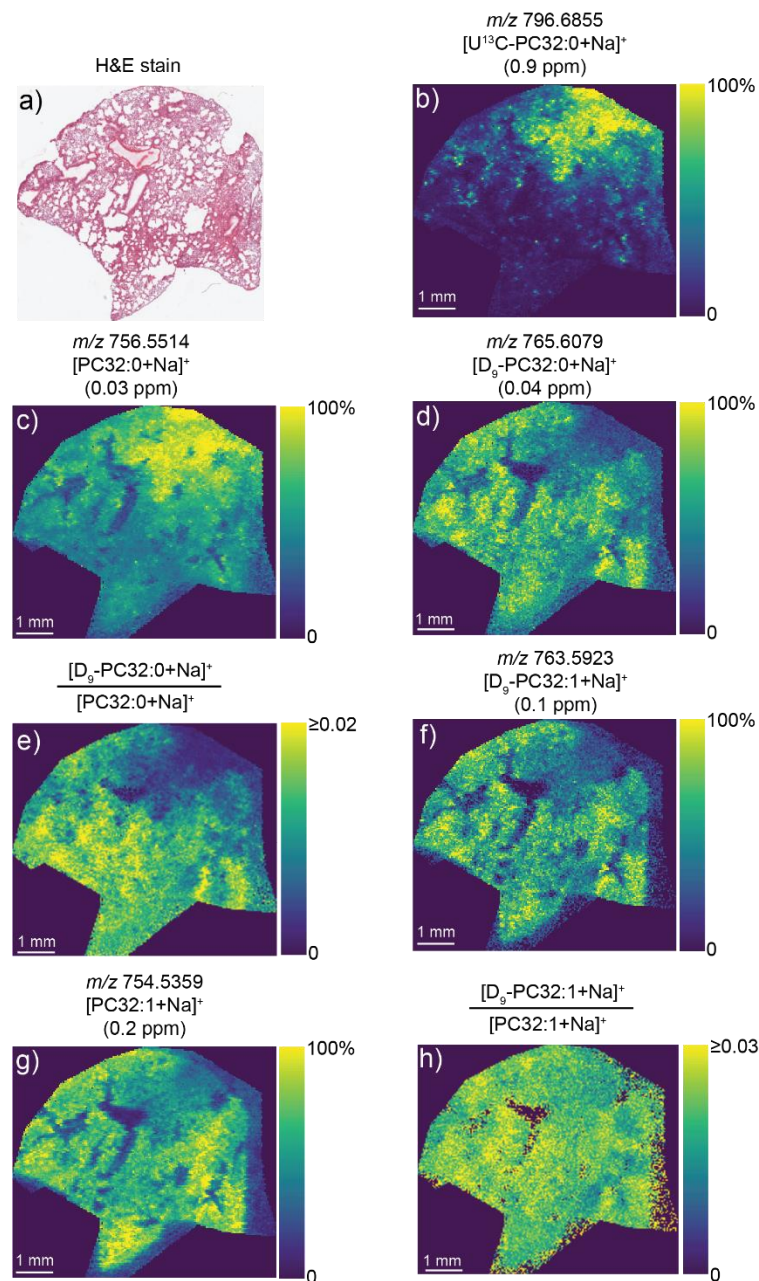 H&E stain
a)
m/z 796.6855
[U¹³C-PC32:0+Na]⁺
(0.9 ppm)
b)
100%
0
1 mm
m/z 756.5514
[PC32:0+Na]⁺
(0.03 ppm)
c)
100%
0
1 mm
m/z 765.6079
[D₉-PC32:0+Na]⁺
(0.04 ppm)
d)
100%
0
1 mm
[D₉-PC32:0+Na]⁺
[PC32:0+Na]⁺
e)
≥0.02
0
1 mm
m/z 763.5923
[D₉-PC32:1+Na]⁺
(0.1 ppm)
f)
100%
0
1 mm
m/z 754.5359
[PC32:1+Na]⁺
(0.2 ppm)
g)
100%
0
1 mm
[D₉-PC32:1+Na]⁺
[PC32:1+Na]⁺
h)
≥0.03
0
1 mm